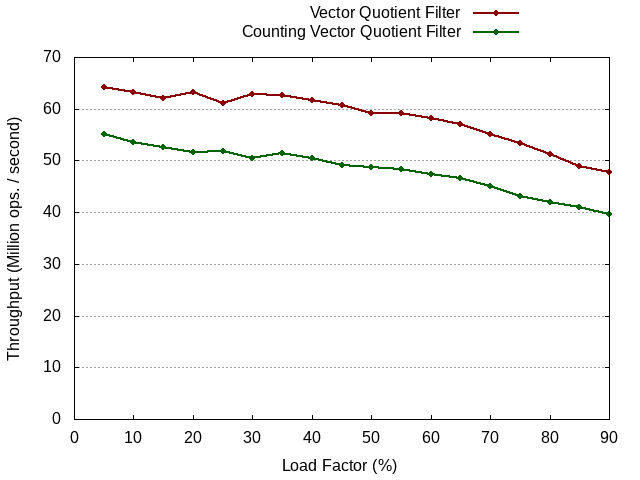 Vector Quotient Filter
Counting Vector Quotient Filter
70
60
50
40
30
20
10
0
Throughput (Million ops. / second)
0 10 20 30 40 50 60 70 80 90
Load Factor (%)